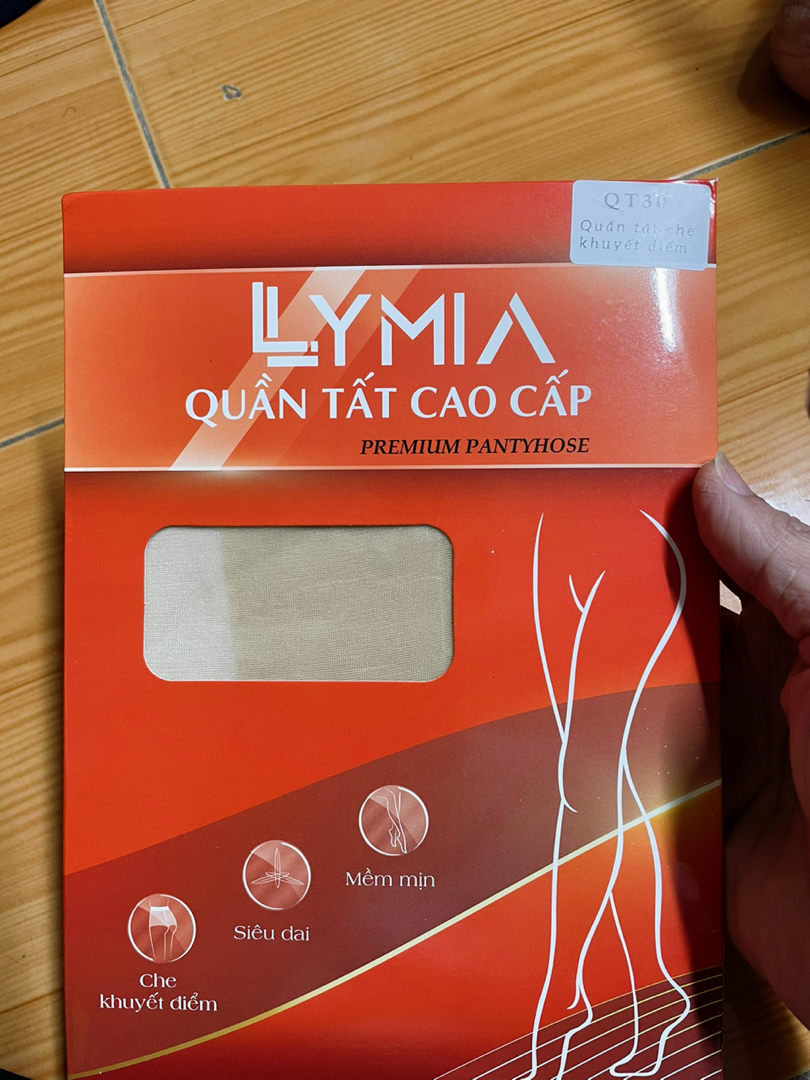 QT30
Quần tất che
khuyết điểm
LYMIA
QUẦN TẤT CAO CẤP
PREMIUM PANTYHOSE
Mềm mịn
Siêu dai
Che
khuyết điểm